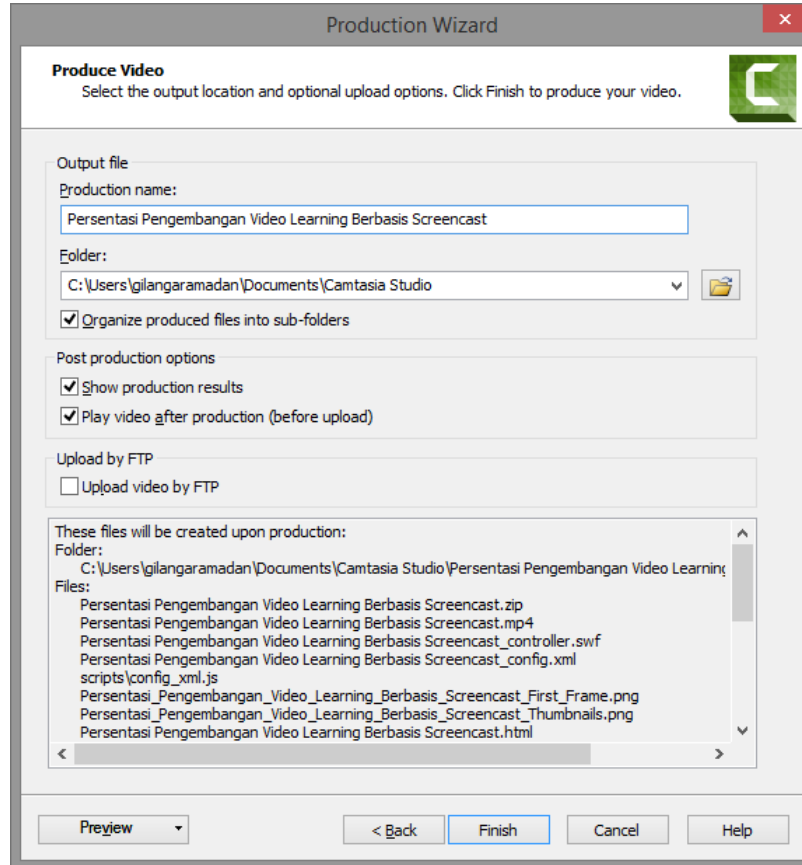 Production Wizard
Produce Video
Select the output location and optional upload options. Click Finish to produce your video.
Output file
Production name:
Persentasi Pengembangan Video Learning Berbasis Screencast
Folder:
C:\Users\gilangaramadan\Documents\Camtasia Studio
Organize produced files into sub-folders
Post production options
Show production results
Play video after production (before upload)
Upload by FTP
Upload video by FTP
These files will be created upon production:
Folder:
C:\Users\gilangaramadan\Documents\Camtasia Studio\Persentasi Pengembangan Video Learning
Files:
Persentasi Pengembangan Video Learning Berbasis Screencast.zip
Persentasi Pengembangan Video Learning Berbasis Screencast.mp4
Persentasi Pengembangan Video Learning Berbasis Screencast_controller.swf
Persentasi Pengembangan Video Learning Berbasis Screencast_config.xml
scripts\config_xml.js
Persentasi_Pengembangan_Video_Learning_Berbasis_Screencast_First_Frame.png
Persentasi_Pengembangan_Video_Learning_Berbasis_Screencast_Thumbnails.png
Persentasi Pengembangan Video Learning Berbasis Screencast.html
Preview < Back Finish Cancel Help